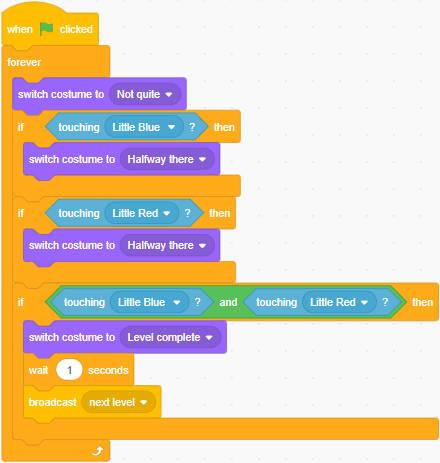 when clicked
forever
switch costume to Not quite
if touching Little Blue ? then
switch costume to Halfway there
if touching Little Red ? then
switch costume to Halfway there
if touching Little Blue ? and touching Little Red ? then
switch costume to Level complete
wait 1 seconds
broadcast next level